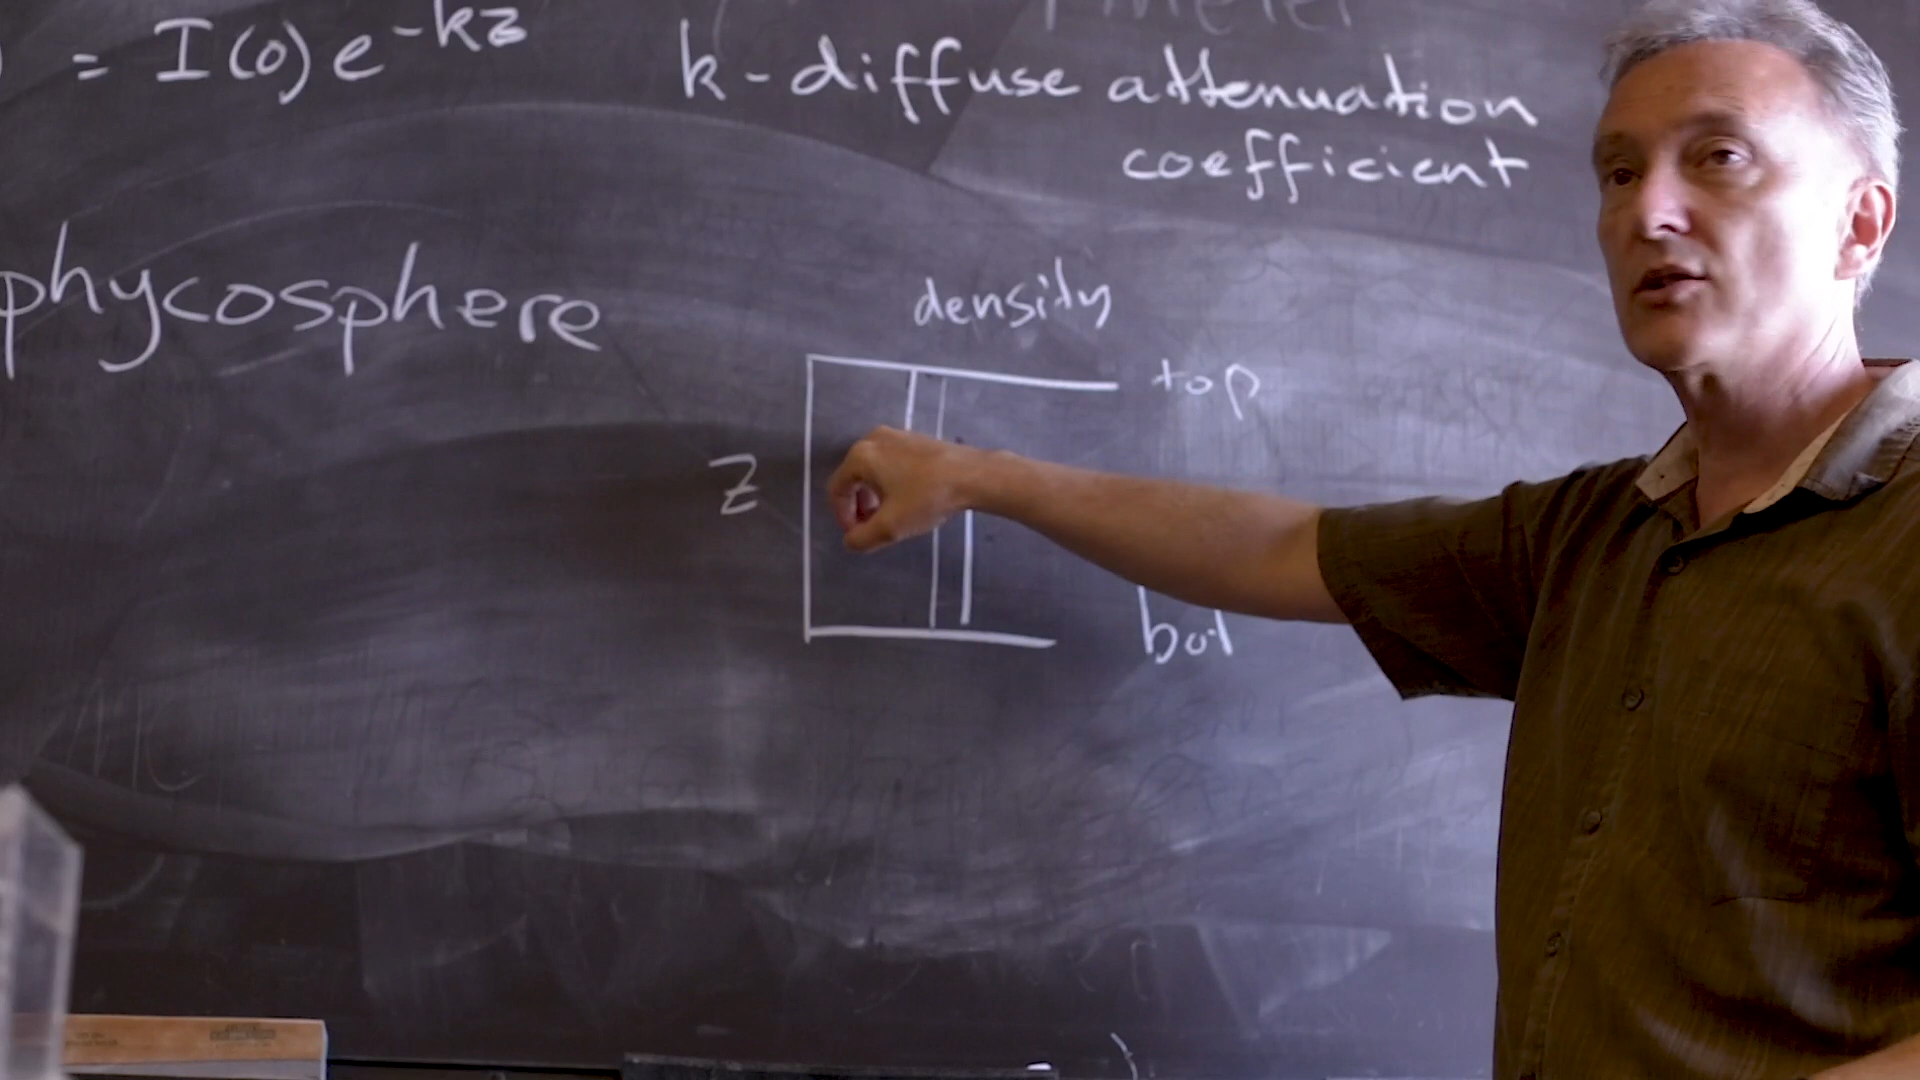 = I(0)e^-kz
k - diffuse attenuation
coefficient
phycosphere
density
top
z
bot